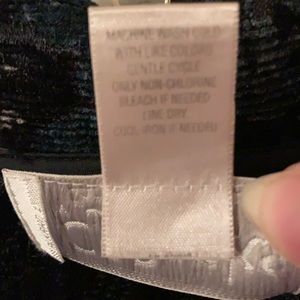 MACHINE WASH COLD
WITH LIKE COLORS
GENTLE CYCLE
ONLY NON-CHLORINE
BLEACH IF NEEDED
LINE DRY
COOL IRON IF NEEDED